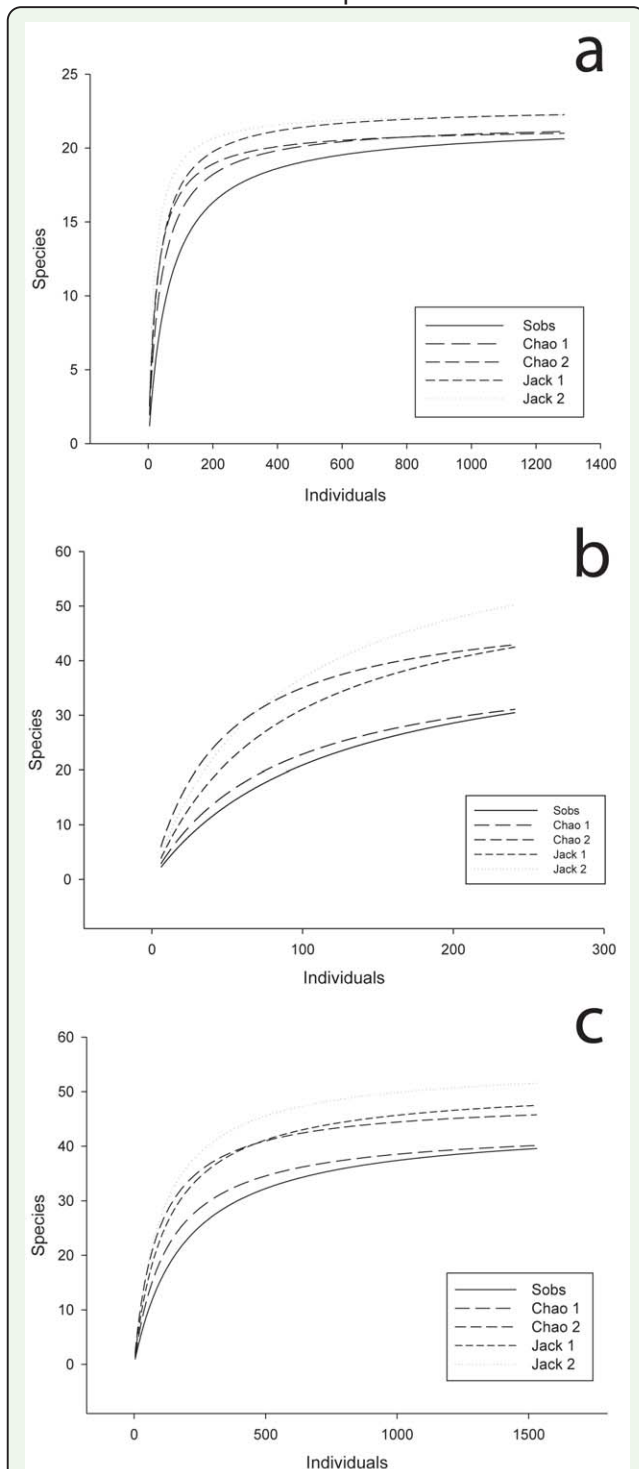 a
25
20
15
10
5
0
Species
Sobs
Chao 1
Chao 2
Jack 1
Jack 2
0 200 400 600 800 1000 1200 1400
Individuals
b
60
50
40
30
20
10
0
Species
Sobs
Chao 1
Chao 2
Jack 1
Jack 2
0 100 200 300
Individuals
c
60
50
40
30
20
10
0
Species
Sobs
Chao 1
Chao 2
Jack 1
Jack 2
0 500 1000 1500
Individuals